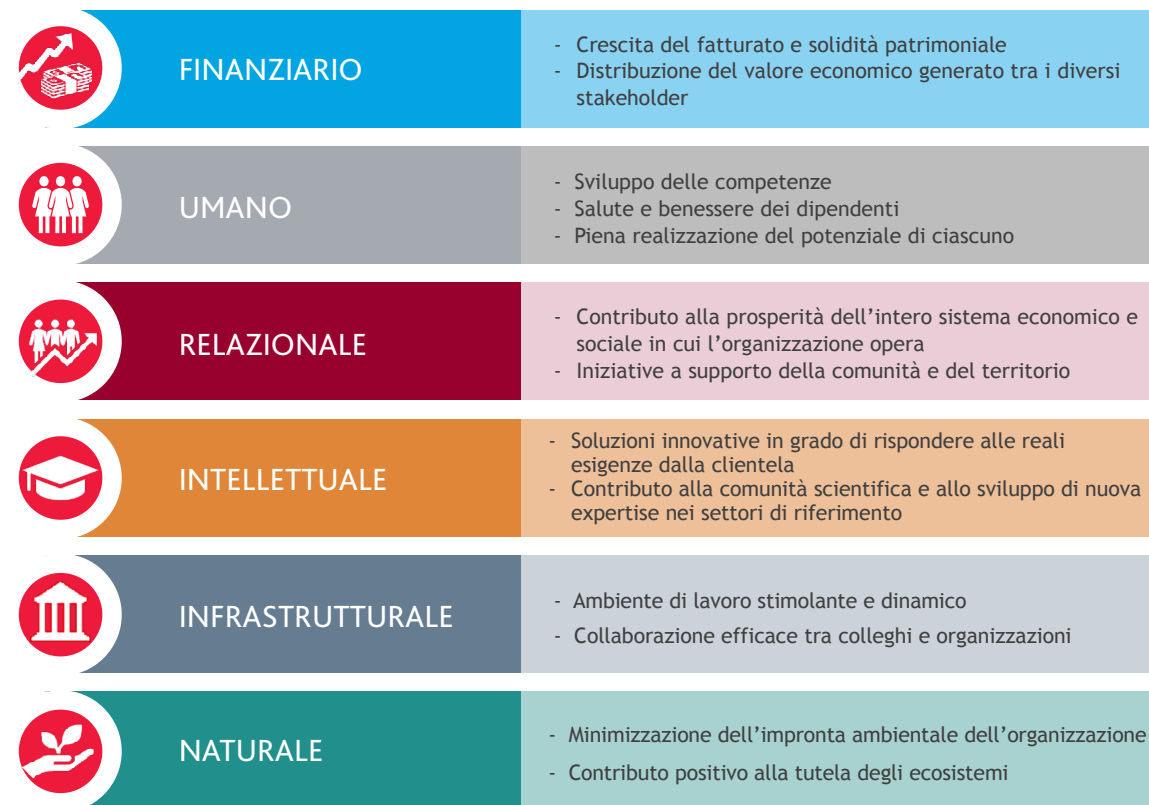 FINANZIARIO
- Crescita del fatturato e solidità patrimoniale
- Distribuzione del valore economico generato tra i diversi
stakeholder
UMANO
- Sviluppo delle competenze
- Salute e benessere dei dipendenti
- Piena realizzazione del potenziale di ciascuno
RELAZIONALE
- Contributo alla prosperità dell’intero sistema economico e
sociale in cui l’organizzazione opera
- Iniziative a supporto della comunità e del territorio
INTELLETTUALE
- Soluzioni innovative in grado di rispondere alle reali
esigenze dalla clientela
- Contributo alla comunità scientifica e allo sviluppo di nuova
expertise nei settori di riferimento
INFRASTRUTTURALE
- Ambiente di lavoro stimolante e dinamico
- Collaborazione efficace tra colleghi e organizzazioni
NATURALE
- Minimizzazione dell’impronta ambientale dell’organizzazione
- Contributo positivo alla tutela degli ecosistemi